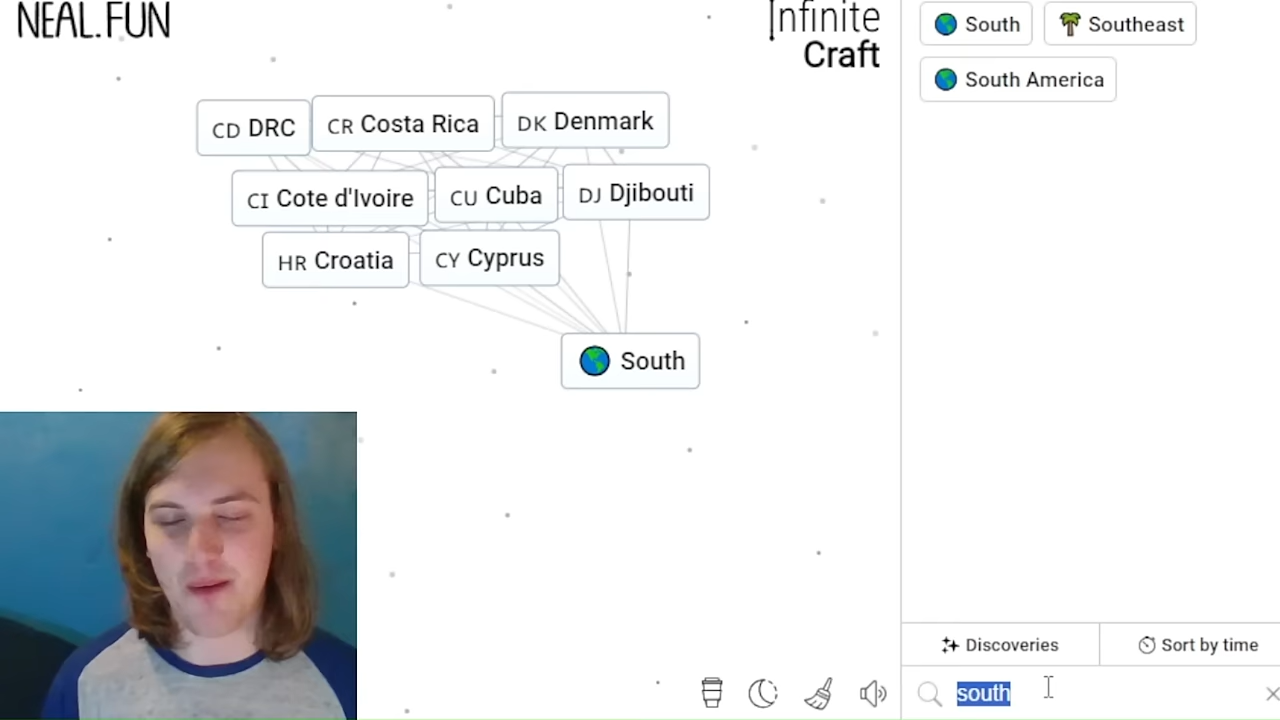 NEAL.FUN
Infinite
Craft
CD DRC
CR Costa Rica
DK Denmark
CI Cote d'Ivoire
CU Cuba
DJ Djibouti
HR Croatia
CY Cyprus
South
South
Southeast
South America
Discoveries
Sort by time
south